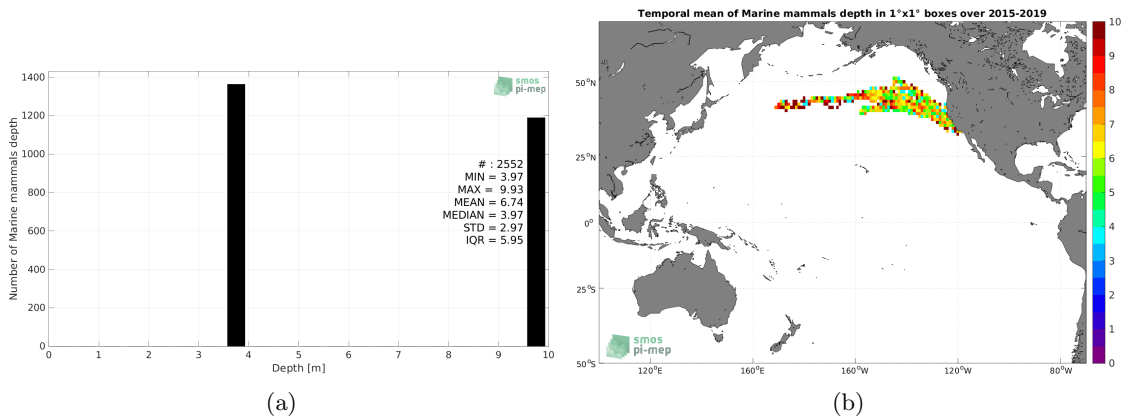 1400
1200
1000
800
600
400
200
0
Number of Marine mammals depth
smos
pi-mep
# : 2552
MIN = 3.97
MAX = 9.93
MEAN = 6.74
MEDIAN = 3.97
STD = 2.97
IQR = 5.95
0 1 2 3 4 5 6 7 8 9 10
Depth [m]
(a)
Temporal mean of Marine mammals depth in 1°x1° boxes over 2015-2019
50°N
25°N
0°
25°S
50°S
120°E 160°E 160°W 120°W 80°W
smos
pi-mep
10
9
8
7
6
5
4
3
2
1
0
(b)